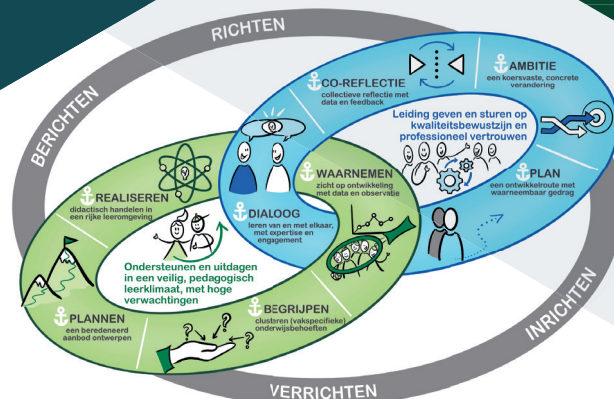 RICHTEN
BERICHTEN
INRICHTEN
VERRICHTEN
CO-REFLECTIE
collectieve reflectie met
data en feedback
AMBITIE
een koersvaste, concrete
verandering
Leiding geven en sturen op
kwaliteitsbewustzijn en
professioneel vertrouwen
PLAN
een ontwikkelroute met
waarneembaar gedrag
WAARNEMEN
zicht op ontwikkeling
met data en observatie
DIALOOG
leren van en met elkaar,
met expertise en
engagement
REALISEREN
didactisch handelen in
een rijke leeromgeving
Ondersteunen en uitdagen
in een veilig, pedagogisch
leerklimaat, met hoge
verwachtingen
PLANNEN
een beredeneerd
aanbod ontwerpen
BEGRIJPEN
clusteren (vakspecifieke)
onderwijsbehoeften
? ? ? ?